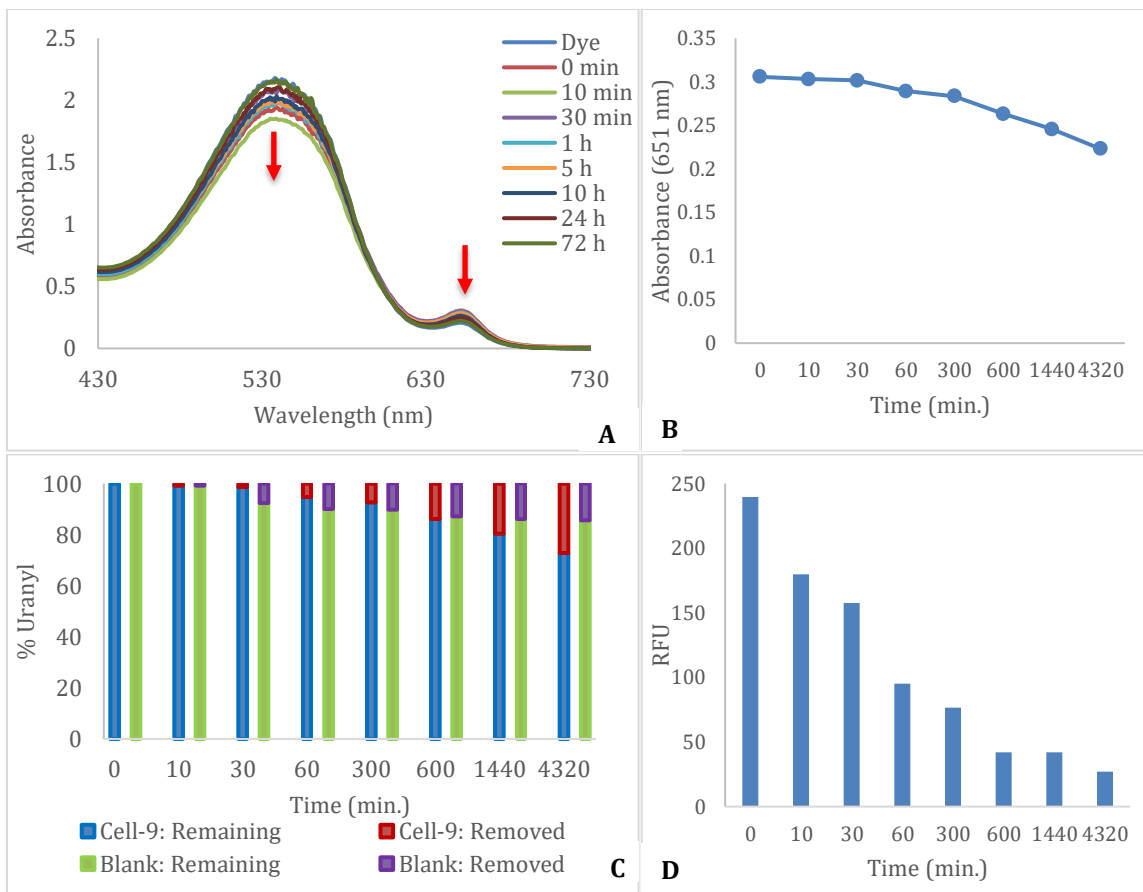 2.5
2
1.5
1
0.5
0
Absorbance
430
530
630
730
Wavelength (nm)
Dye
0 min
10 min
30 min
1 h
5 h
10 h
24 h
72 h
A
0.35
0.3
0.25
0.2
0.15
0.1
0.05
0
Absorbance (651 nm)
0
10
30
60
300
600
1440
4320
Time (min.)
B
100
80
60
40
20
0
% Uranyl
0
10
30
60
300
600
1440
4320
Time (min.)
Cell-9: Remaining
Cell-9: Removed
Blank: Remaining
Blank: Removed
C
250
200
150
100
50
0
RFU
0
10
30
60
300
600
1440
4320
Time (min.)
D